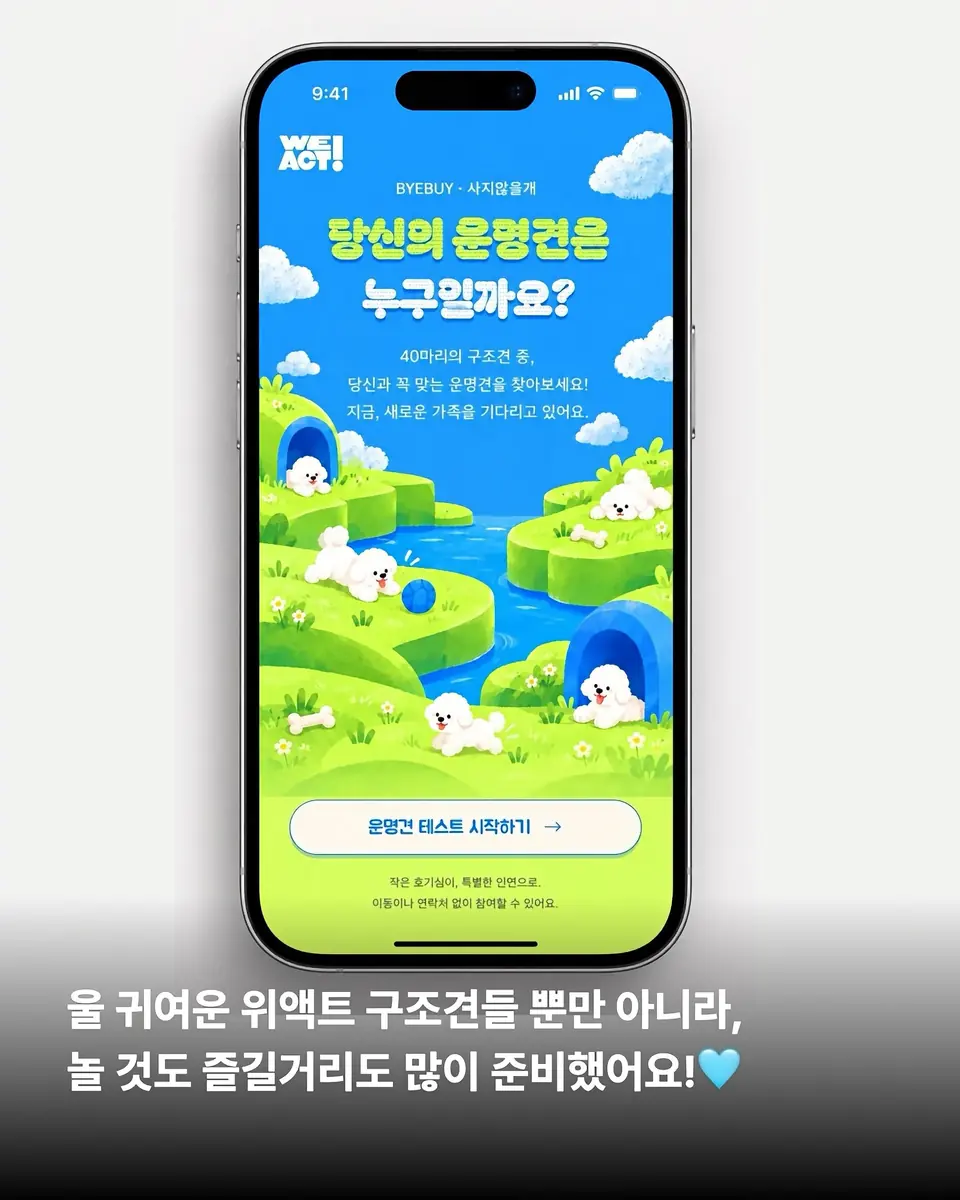 9:41
WE
ACT!
BYEBUY - 사지않을개
당신의 운명견은
누구일까요?
40마리의 구조견 중,
당신과 꼭 맞는 운명견을 찾아보세요!
지금, 새로운 가족을 기다리고 있어요.
운명견 테스트 시작하기 →
작은 호기심이, 특별한 인연으로.
이동이나 연락처 없이 참여할 수 있어요.
울 귀여운 위액트 구조견들 뿐만 아니라,
놀 것도 즐길거리도 많이 준비했어요!🩵